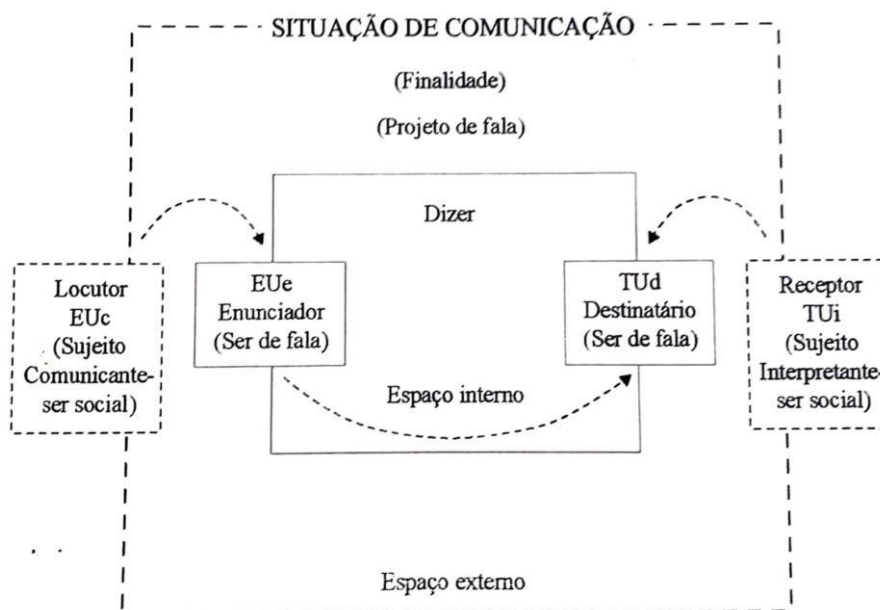 SITUAÇÃO DE COMUNICAÇÃO
(Finalidade)
(Projeto de fala)
Dizer
Locutor
EUc
(Sujeito
Comunicante-
ser social)
EUe
Enunciador
(Ser de fala)
TUd
Destinatário
(Ser de fala)
Receptor
TUi
(Sujeito
Interpretante-
ser social)
Espaço interno
Espaço externo